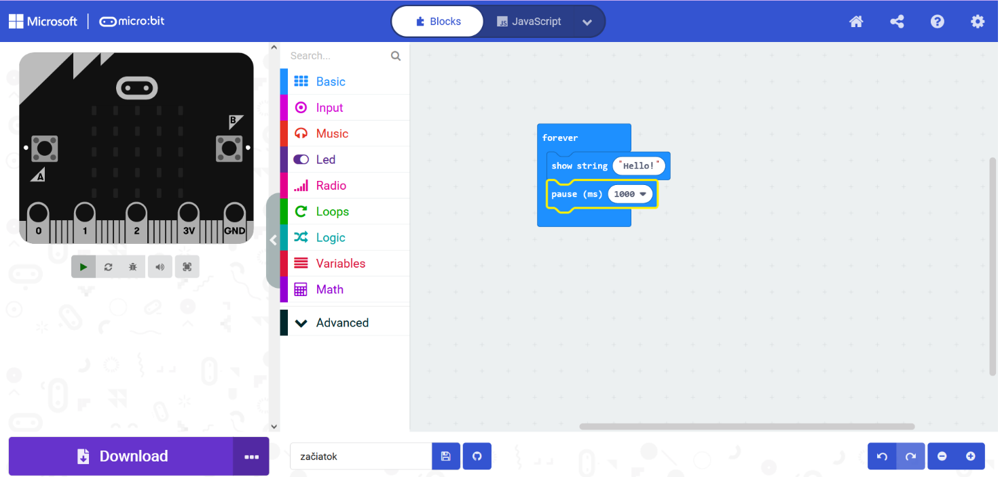 Microsoft micro:bit
Blocks
JS JavaScript
B
A
0 1 2 3V GND
Search...
Basic
Input
Music
Led
Radio
Loops
Logic
Variables
Math
Advanced
forever
show string "Hello!"
pause (ms) 1000
Download
začiatok